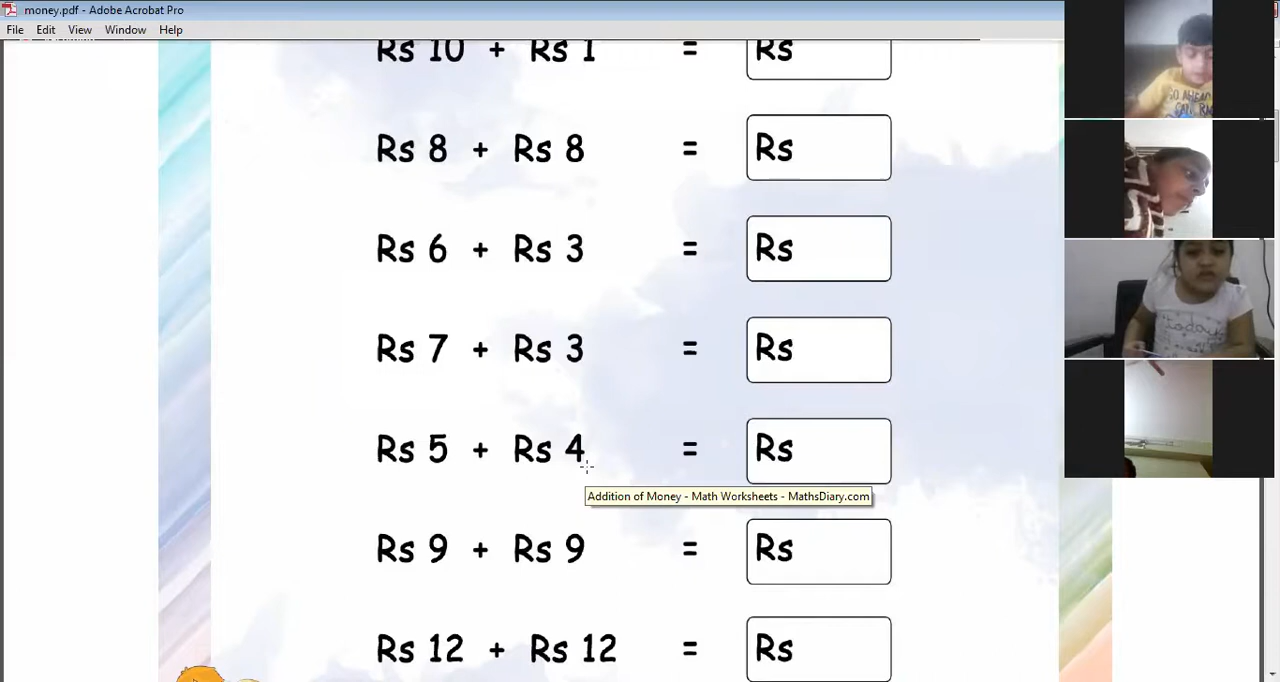 money.pdf - Adobe Acrobat Pro
File Edit View Window Help
Rs 10 + Rs 1 = Rs
Rs 8 + Rs 8 = Rs
Rs 6 + Rs 3 = Rs
Rs 7 + Rs 3 = Rs
Rs 5 + Rs 4 = Rs
Addition of Money - Math Worksheets - MathsDiary.com
Rs 9 + Rs 9 = Rs
Rs 12 + Rs 12 = Rs
today